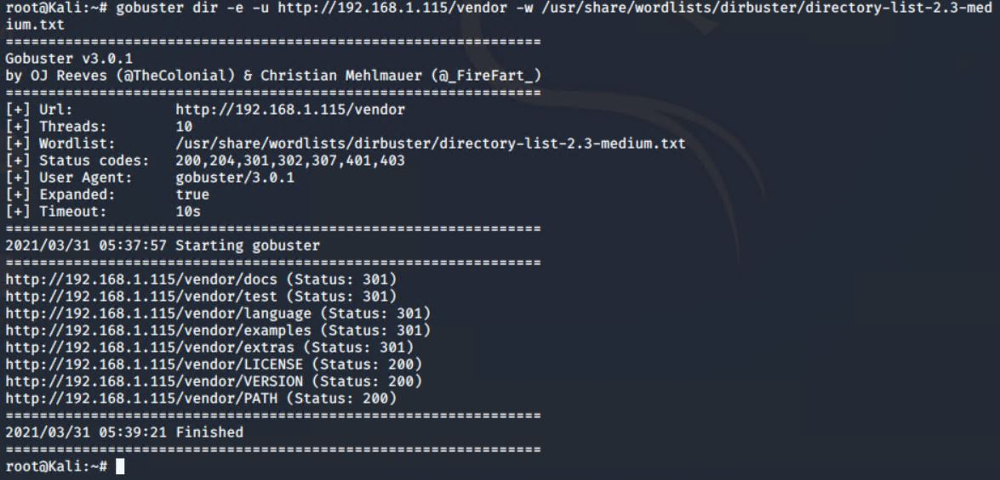 root@Kali:~# gobuster dir -e -u http://192.168.1.115/vendor -w /usr/share/wordlists/dirbuster/directory-list-2.3-med
ium.txt
===============================================================
Gobuster v3.0.1
by OJ Reeves (@TheColonial) & Christian Mehlmauer (@_FireFart_)
===============================================================
[+] Url:            http://192.168.1.115/vendor
[+] Threads:        10
[+] Wordlist:       /usr/share/wordlists/dirbuster/directory-list-2.3-medium.txt
[+] Status codes:   200,204,301,302,307,401,403
[+] User Agent:     gobuster/3.0.1
[+] Expanded:       true
[+] Timeout:        10s
===============================================================
2021/03/31 05:37:57 Starting gobuster
===============================================================
http://192.168.1.115/vendor/docs (Status: 301)
http://192.168.1.115/vendor/test (Status: 301)
http://192.168.1.115/vendor/language (Status: 301)
http://192.168.1.115/vendor/examples (Status: 301)
http://192.168.1.115/vendor/extras (Status: 301)
http://192.168.1.115/vendor/LICENSE (Status: 200)
http://192.168.1.115/vendor/VERSION (Status: 200)
http://192.168.1.115/vendor/PATH (Status: 200)
===============================================================
2021/03/31 05:39:21 Finished
===============================================================
root@Kali:~#